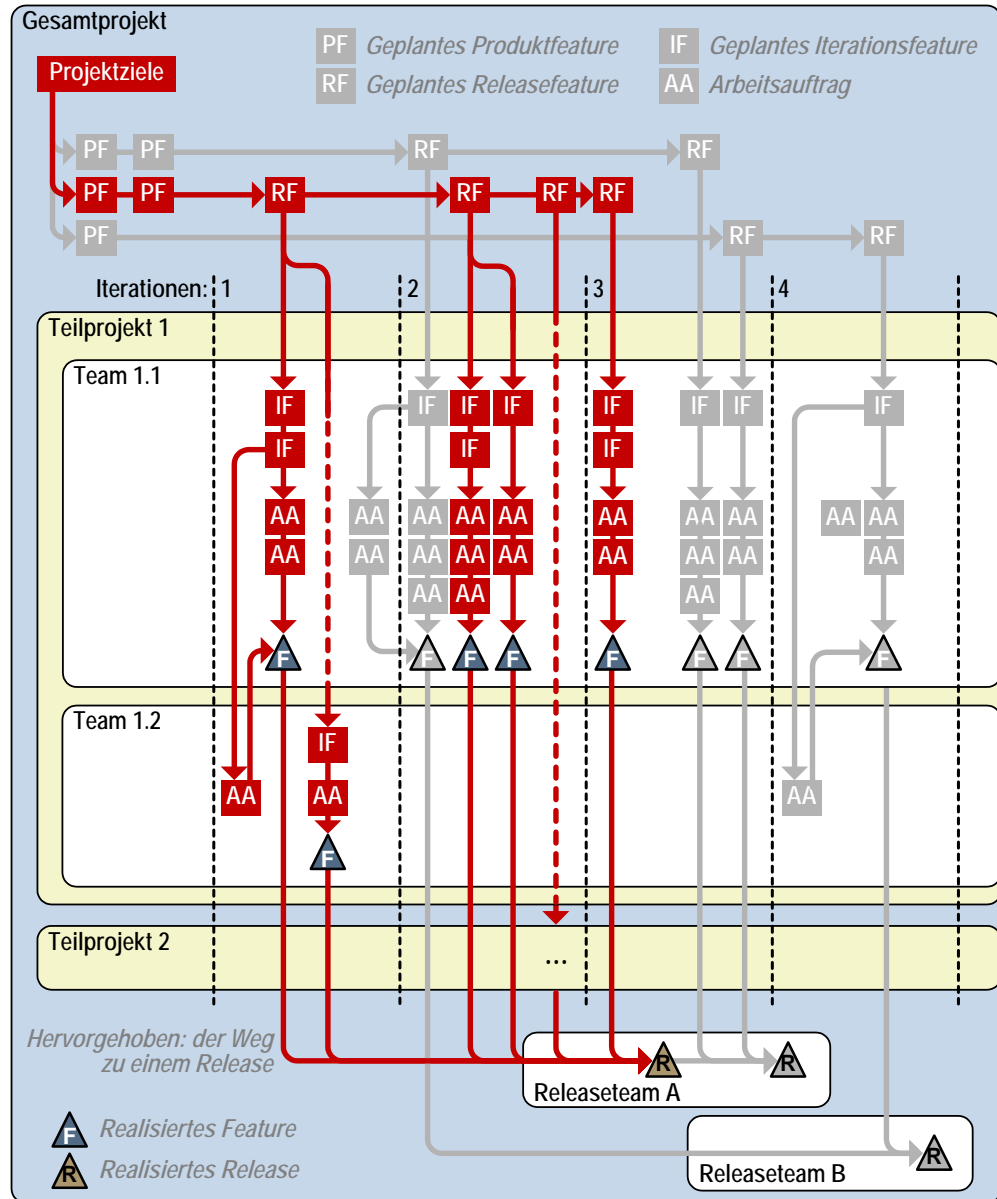 Gesamtprojekt
PF Geplantes Produktfeature IF Geplantes Iterationsfeature
Projektziele
RF Geplantes Releasefeature AA Arbeitsauftrag
PF PF RF RF
PF PF RF RF RF RF
PF RF RF
Iterationen: 1 2 3 4
Teilprojekt 1
Team 1.1
IF IF IF IF IF IF IF IF
IF IF IF
AA AA AA AA AA AA AA AA AA AA
AA AA AA AA AA AA AA AA AA
AA AA AA
F F F F F F F F
Team 1.2
IF
AA AA AA
F
Teilprojekt 2
...
Hervorgehoben: der Weg
zu einem Release
R R
Releaseteam A
F Realisiertes Feature
R Realisiertes Release
R
Releaseteam B